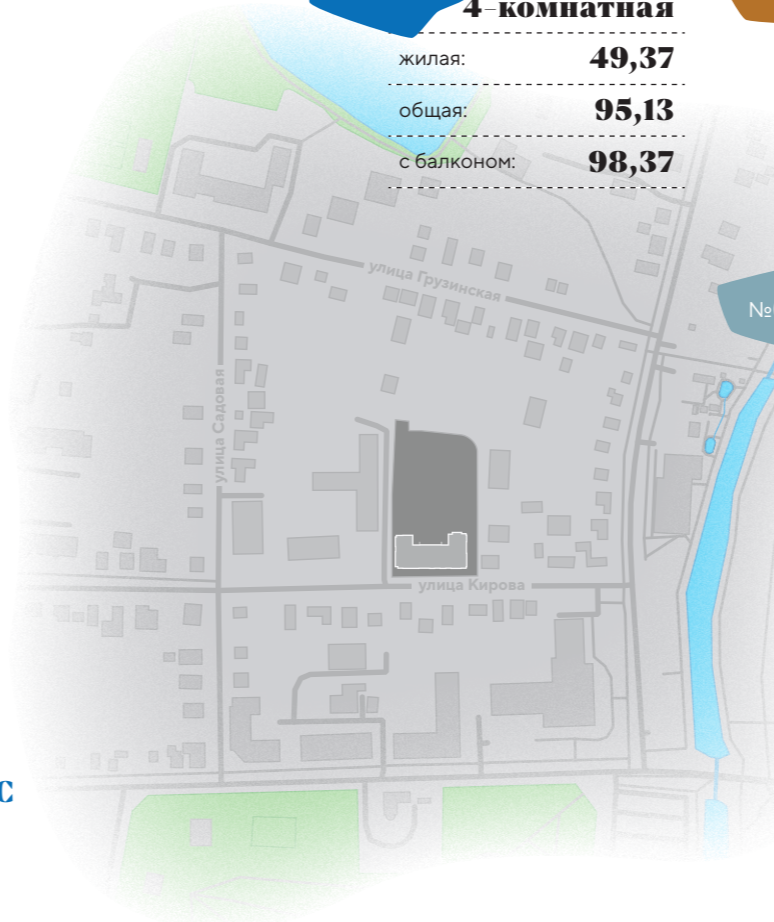 4-комнатная
жилая: 49,37
общая: 95,13
с балконом: 98,37
улица Грузинская
№
улица Садовая
улица Кирова
С